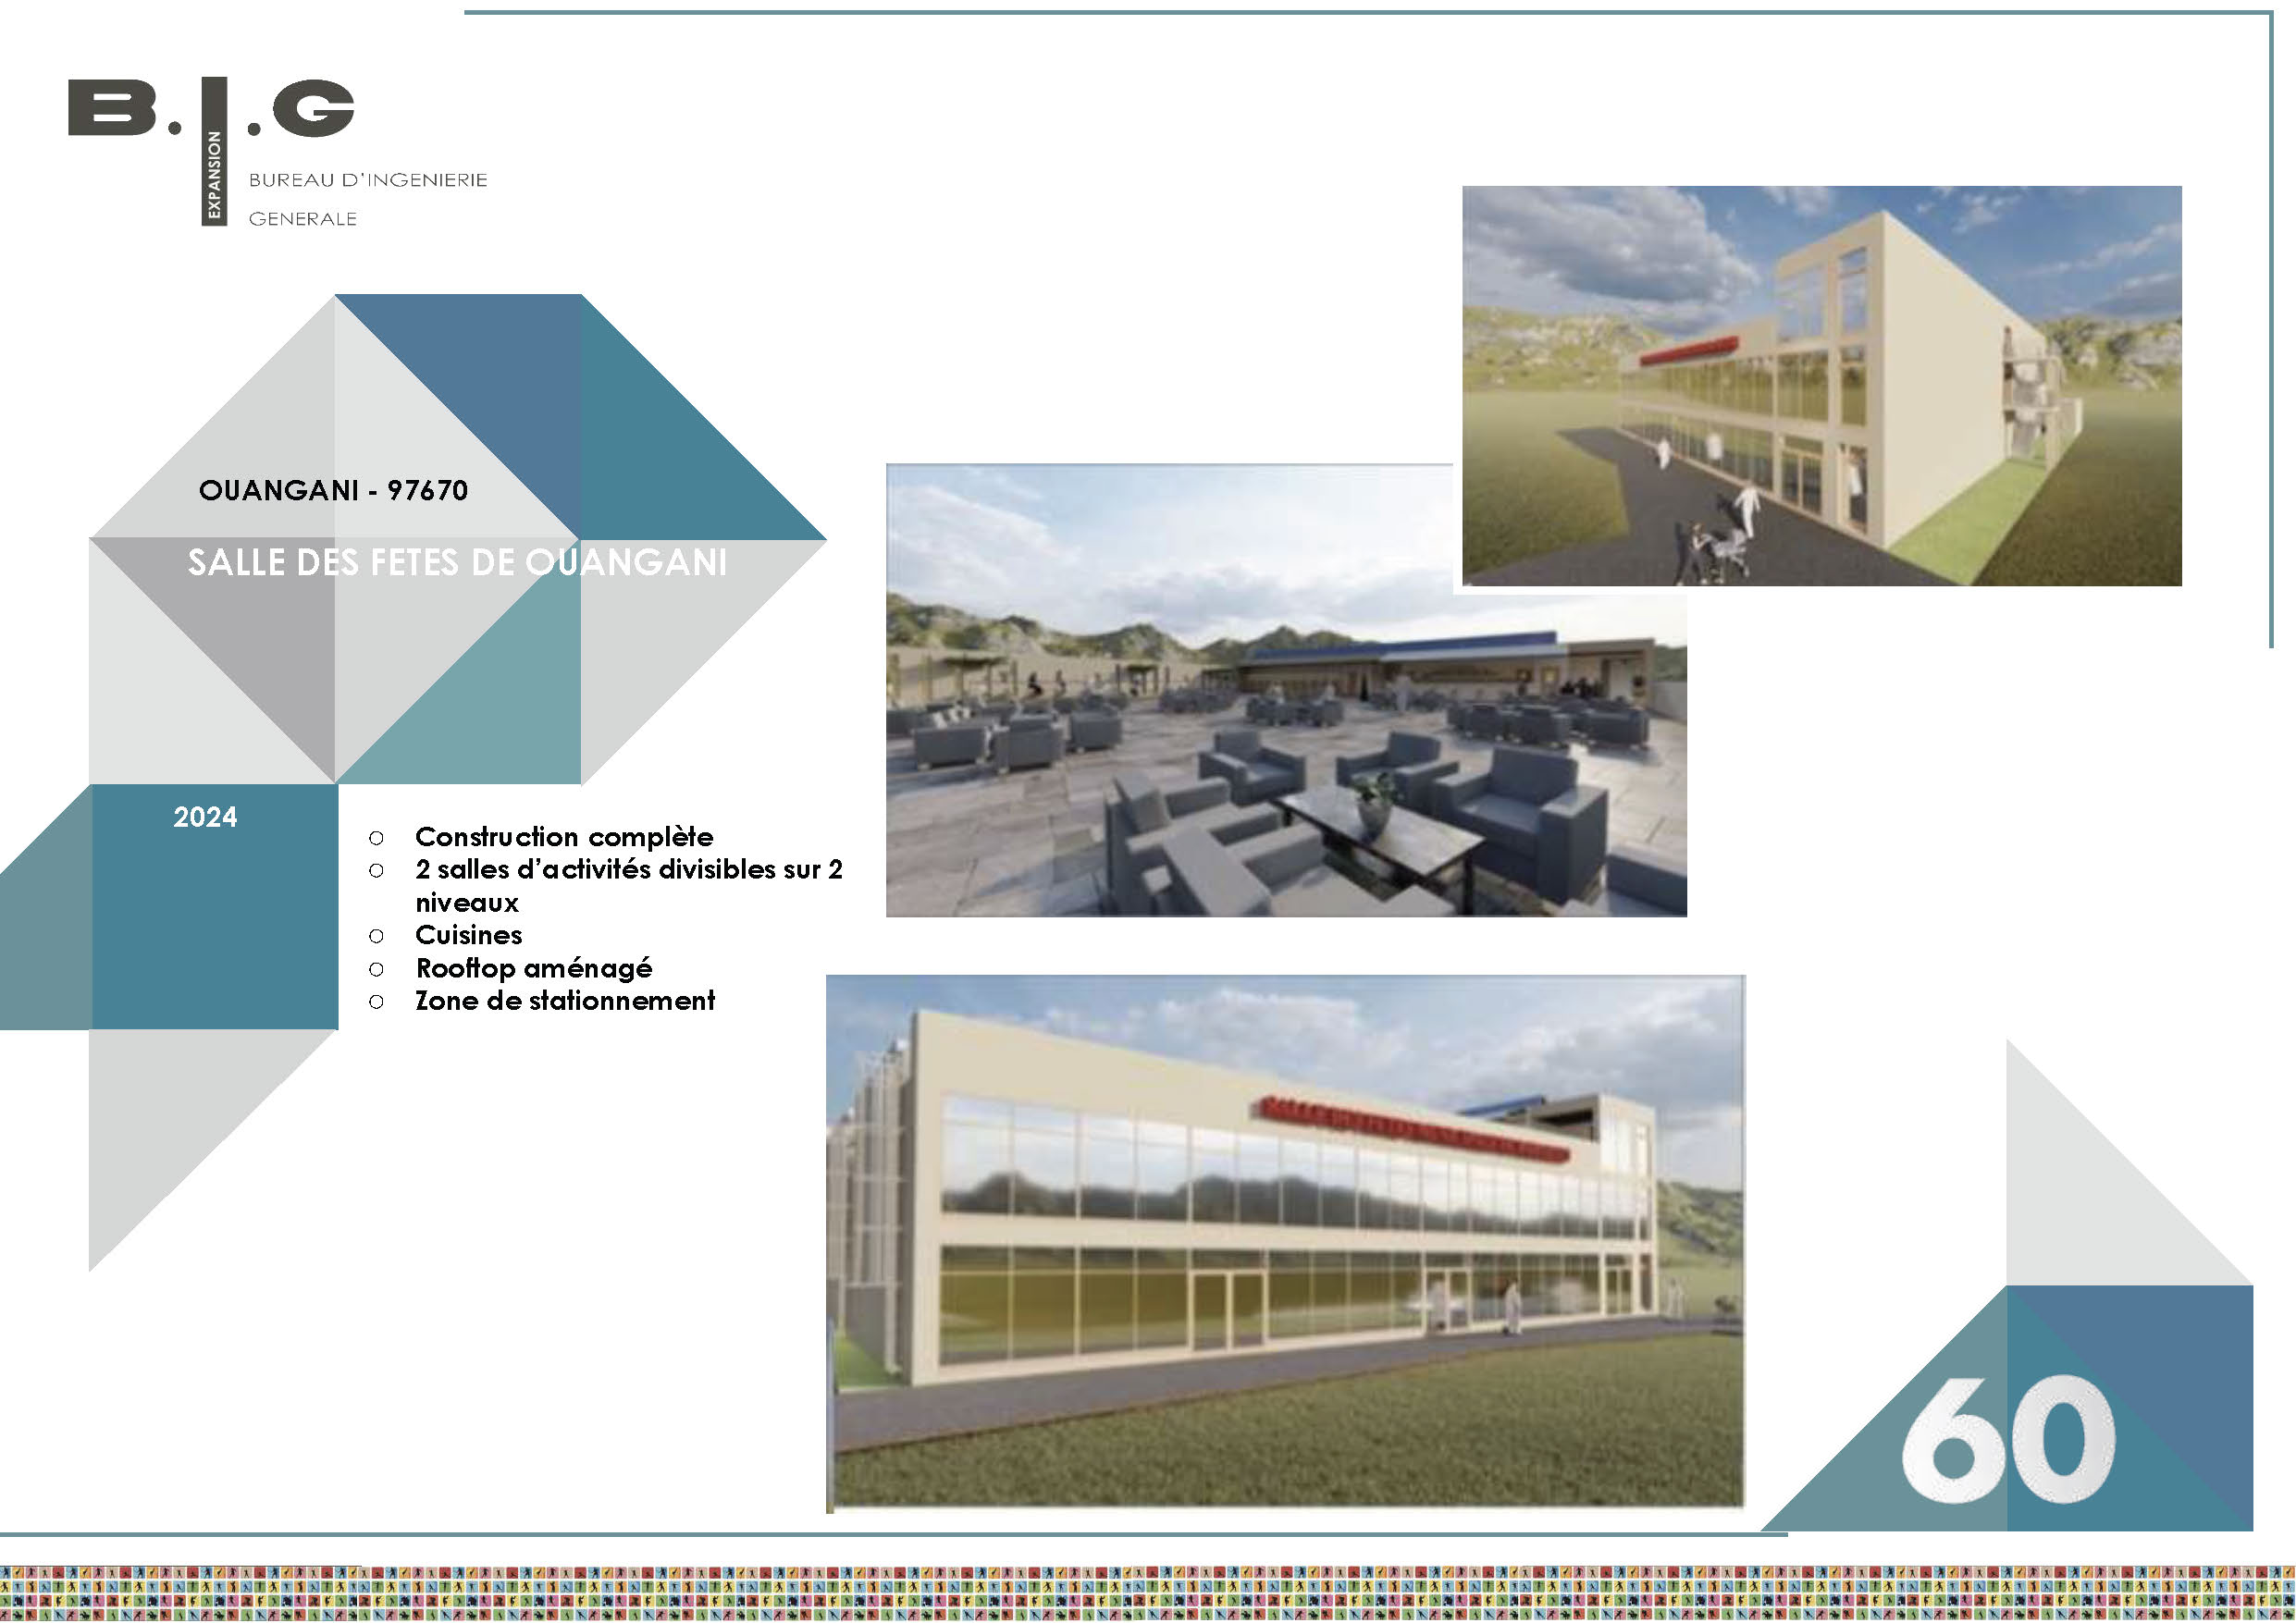 B.I.G
EXPANSION
BUREAU D'INGENIERIE
GENERALE
OUANGANI - 97670
SALLE DES FETES DE OUANGANI
2024
○ Construction complète
○ 2 salles d'activités divisibles sur 2
niveaux
○ Cuisines
○ Rooftop aménagé
○ Zone de stationnement
60